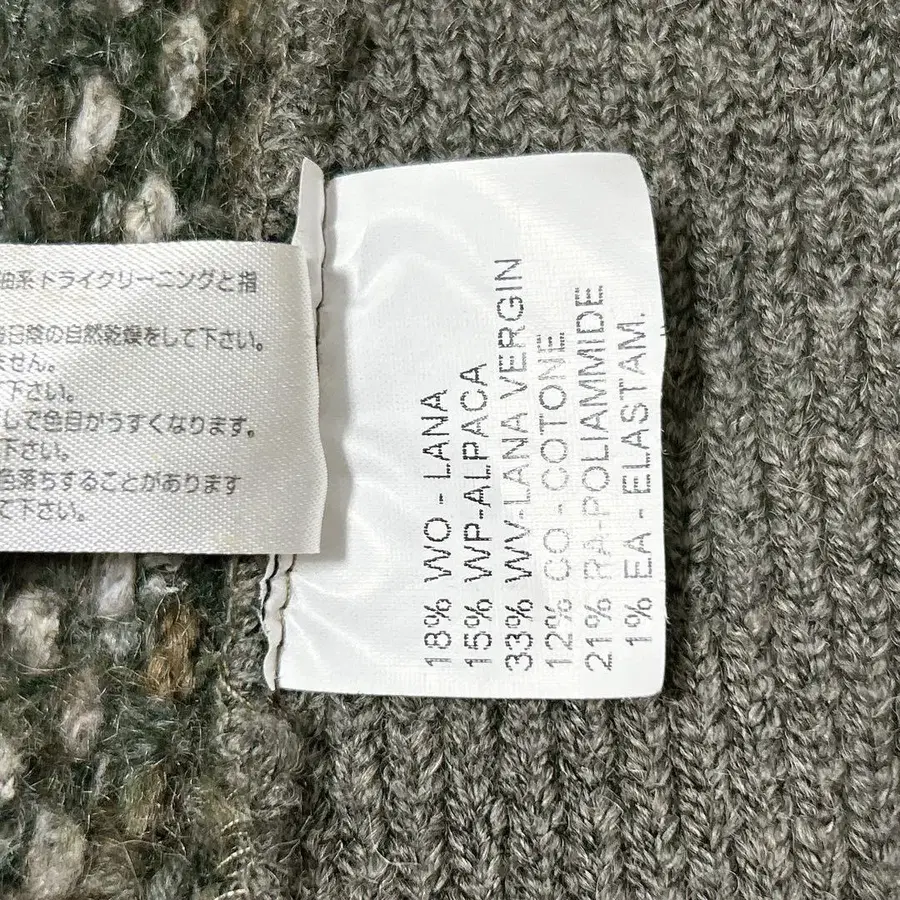 油系ドライクリーニングと指
日陰の自然乾燥をして下さい。
ません。
て下さい。
しで色目がうすくなります。
下さい。
色落ちすることがあります
て下さい。
18% WO - LANA
15% WP-ALPACA
33% WV-LANA VERGIN
12% CO - COTONE
21% PA-POLIAMMIDE
1% EA - ELASTAM.